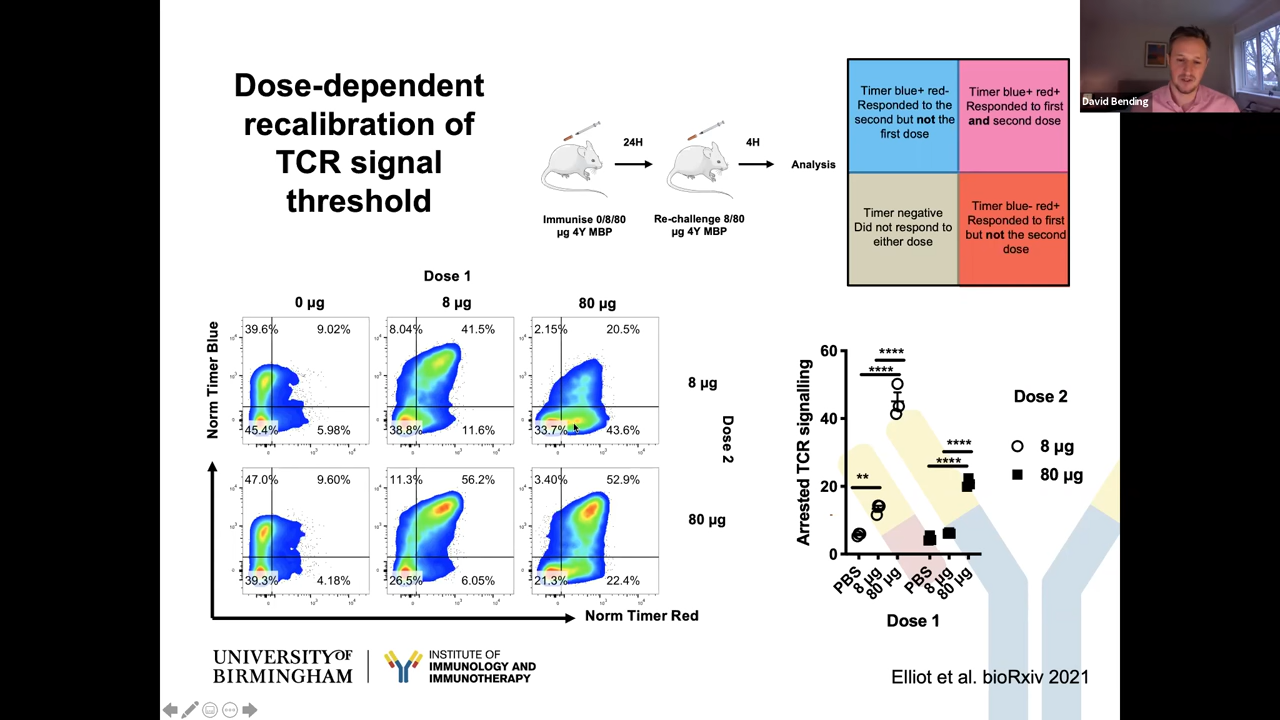 Dose-dependent
recalibration of
TCR signal
threshold
24H
4H
Analysis
Immunise 0/8/80
µg 4Y MBP
Re-challenge 8/80
µg 4Y MBP
Timer blue+ red-
Responded to the
second but not the
first dose
Timer blue+ red+
Responded to first
and second dose
Timer negative
Did not respond to
either dose
Timer blue- red+
Responded to first
but not the second
dose
David Bending
Dose 1
0 µg
8 µg
80 µg
Norm Timer Blue
39.6%
9.02%
45.4%
5.98%
8.04%
41.5%
38.8%
11.6%
2.15%
20.5%
33.7%
43.6%
8 µg
47.0%
9.60%
39.3%
4.18%
11.3%
56.2%
26.5%
6.05%
3.40%
52.9%
21.3%
22.4%
80 µg
Dose 2
Norm Timer Red
Arrested TCR signalling
60
40
20
0
**
****
****
****
****
PBS
8 µg
80 µg
PBS
8 µg
80 µg
Dose 1
Dose 2
8 µg
80 µg
UNIVERSITY OF
BIRMINGHAM
INSTITUTE OF
IMMUNOLOGY AND
IMMUNOTHERAPY
Elliot et al. bioRxiv 2021